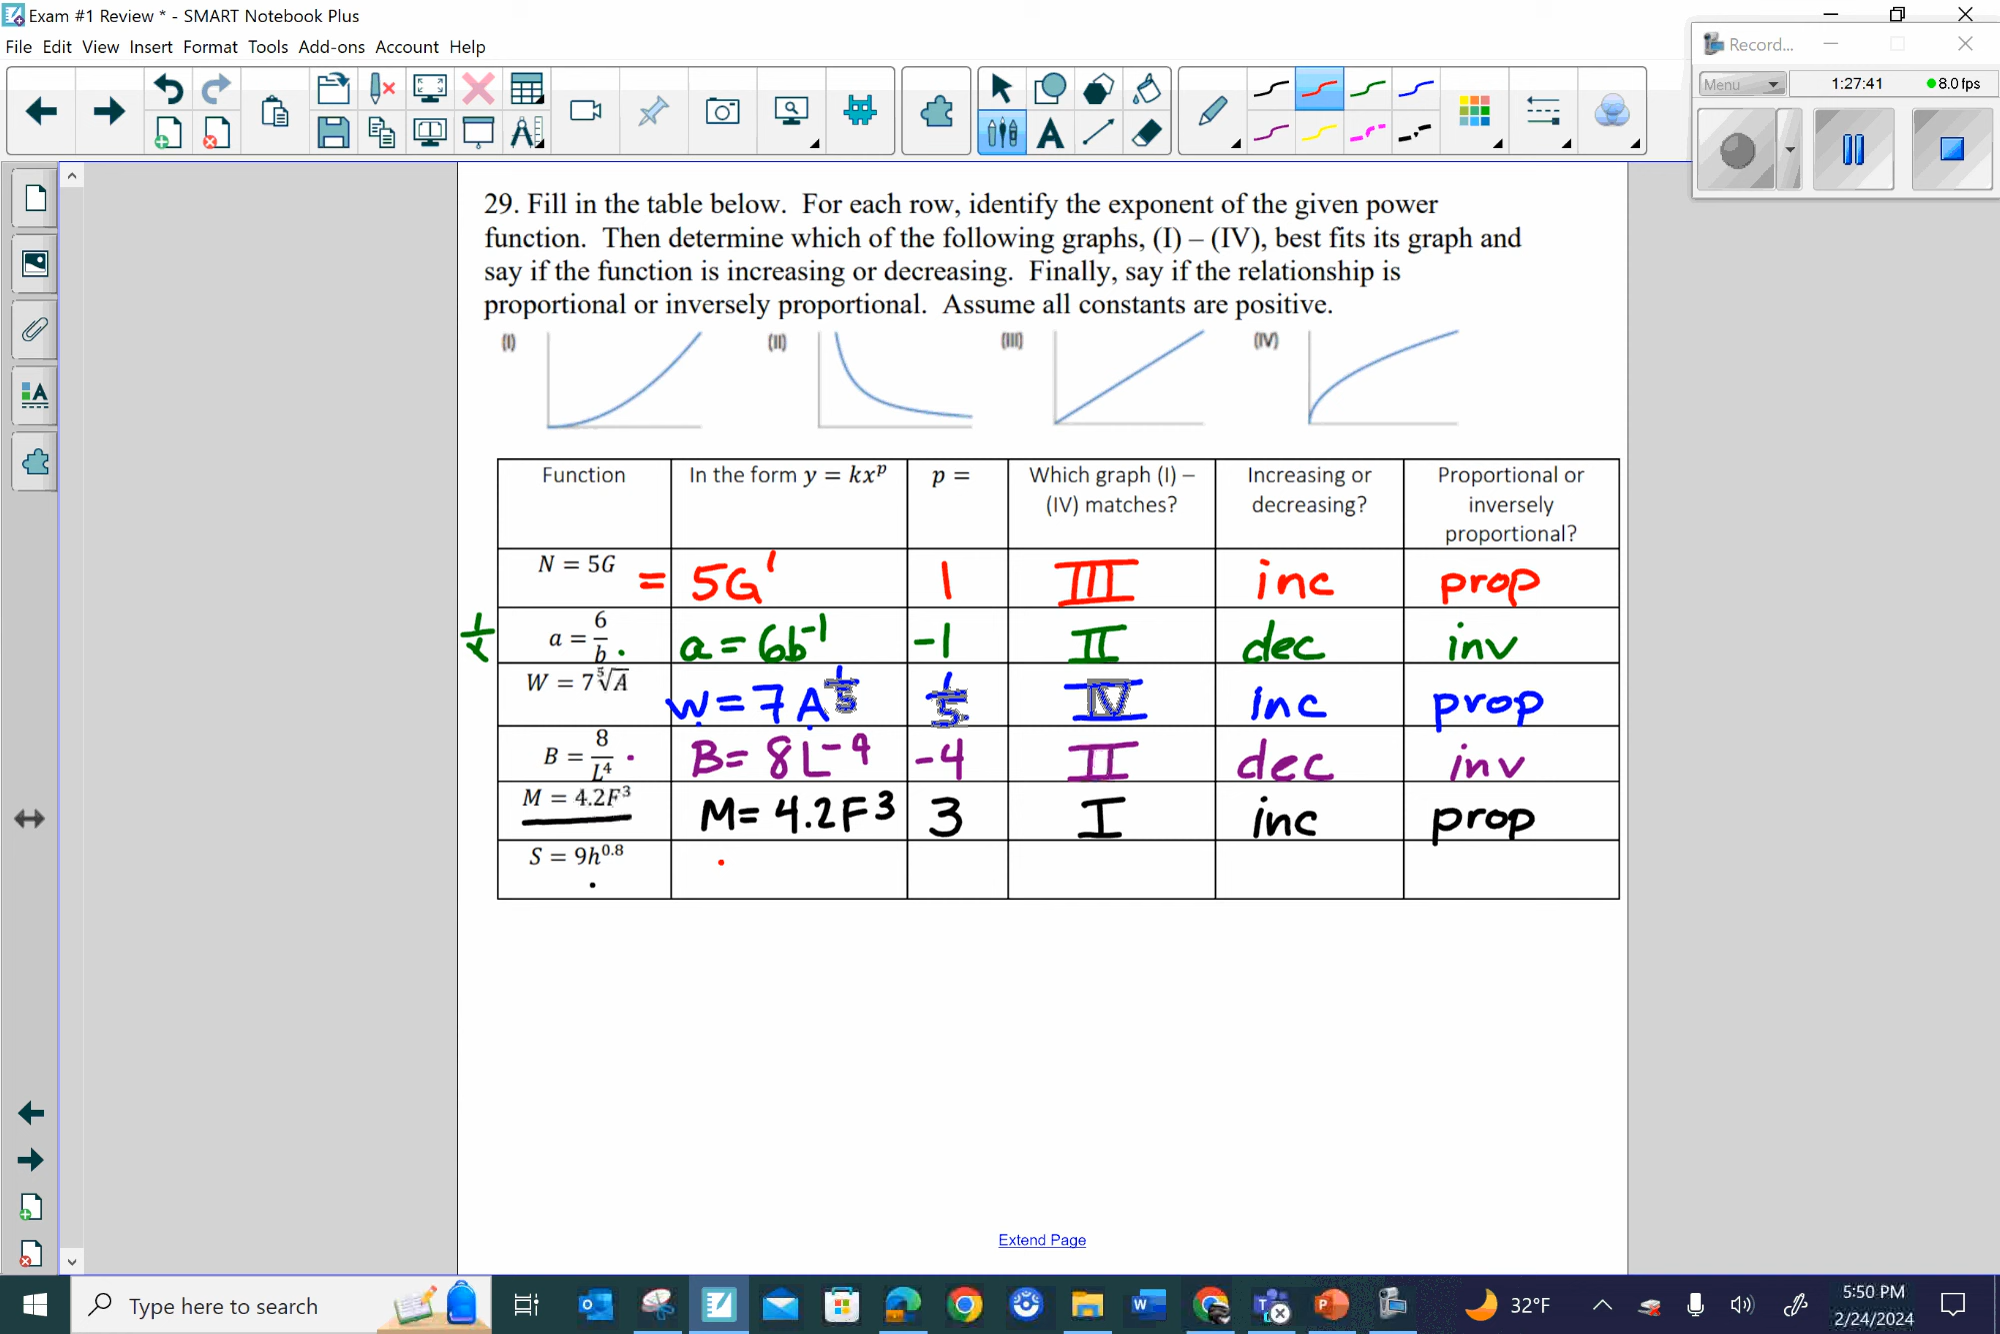 Exam #1 Review * - SMART Notebook Plus
File Edit View Insert Format Tools Add-ons Account Help
Record...
Menu 1:27:41 8.0 fps
29. Fill in the table below. For each row, identify the exponent of the given power
function. Then determine which of the following graphs, (I) – (IV), best fits its graph and
say if the function is increasing or decreasing. Finally, say if the relationship is
proportional or inversely proportional. Assume all constants are positive.
(I) (II) (III) (IV)
Function In the form y = kx^p p = Which graph (I) – (IV) matches? Increasing or decreasing? Proportional or inversely proportional?
N = 5G = 5G^1 1 III inc prop
1/x a = 6/b a = 6b^-1 -1 II dec inv
W = 7⁵√A W = 7A^1/5 1/5 IV inc prop
B = 8/L⁴ B = 8L^-4 -4 II dec inv
M = 4.2F³ M = 4.2F³ 3 I inc prop
S = 9h^0.8
Extend Page
Type here to search
32°F
5:50 PM
2/24/2024